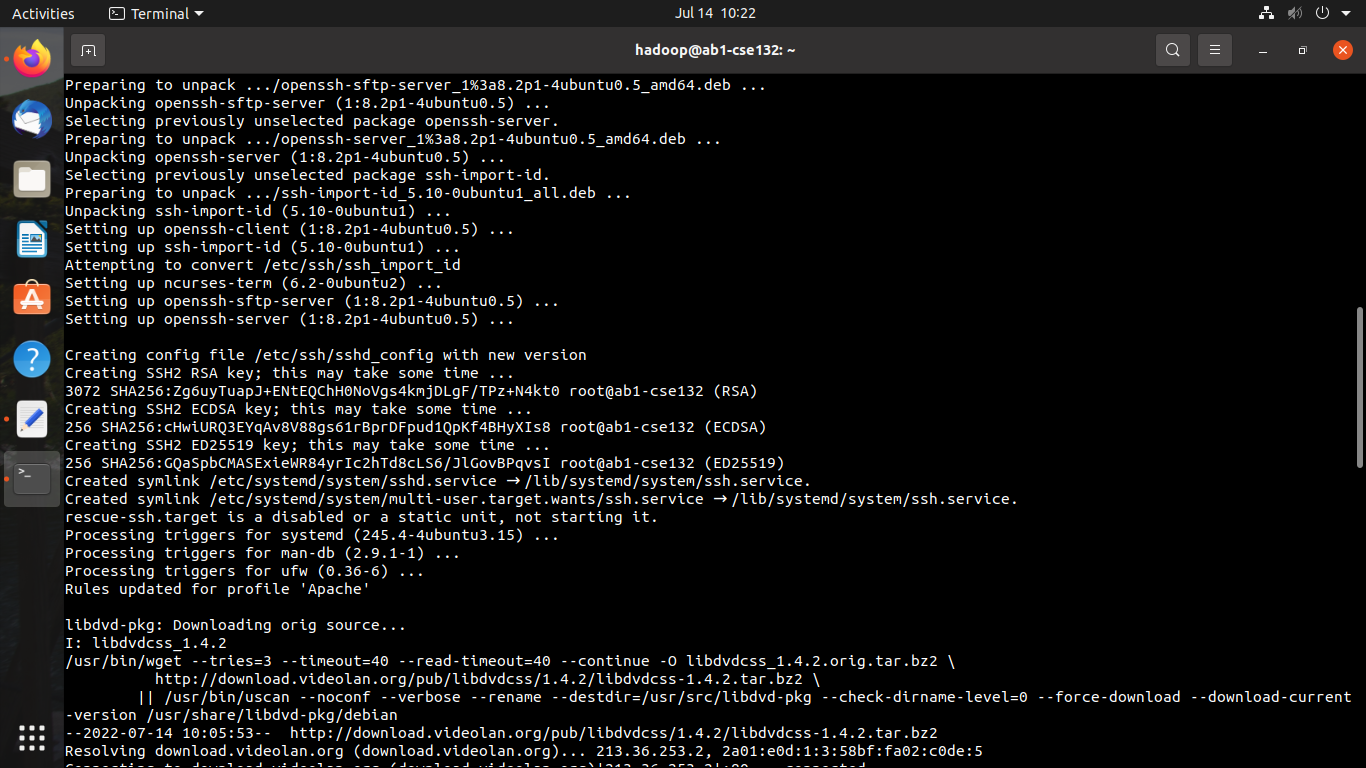 Activities Terminal Jul 14 10:22
hadoop@ab1-cse132: ~
Preparing to unpack .../openssh-sftp-server_1%3a8.2p1-4ubuntu0.5_amd64.deb ...
Unpacking openssh-sftp-server (1:8.2p1-4ubuntu0.5) ...
Selecting previously unselected package openssh-server.
Preparing to unpack .../openssh-server_1%3a8.2p1-4ubuntu0.5_amd64.deb ...
Unpacking openssh-server (1:8.2p1-4ubuntu0.5) ...
Selecting previously unselected package ssh-import-id.
Preparing to unpack .../ssh-import-id_5.10-0ubuntu1_all.deb ...
Unpacking ssh-import-id (5.10-0ubuntu1) ...
Setting up openssh-client (1:8.2p1-4ubuntu0.5) ...
Setting up ssh-import-id (5.10-0ubuntu1) ...
Attempting to convert /etc/ssh/ssh_import_id
Setting up ncurses-term (6.2-0ubuntu2) ...
Setting up openssh-sftp-server (1:8.2p1-4ubuntu0.5) ...
Setting up openssh-server (1:8.2p1-4ubuntu0.5) ...
Creating config file /etc/ssh/sshd_config with new version
Creating SSH2 RSA key; this may take some time ...
3072 SHA256:Zg6uyTuapJ+ENtEQChH0NoVgs4kmjDLgF/TPz+N4kt0 root@ab1-cse132 (RSA)
Creating SSH2 ECDSA key; this may take some time ...
256 SHA256:cHwiURQ3EYqAv8V88gs61rBprDFpud1QpKf4BHyXIs8 root@ab1-cse132 (ECDSA)
Creating SSH2 ED25519 key; this may take some time ...
256 SHA256:GQaSpbCMASExieWR84yrIc2hTd8cLS6/JlGovBPqvsI root@ab1-cse132 (ED25519)
Created symlink /etc/systemd/system/sshd.service → /lib/systemd/system/ssh.service.
Created symlink /etc/systemd/system/multi-user.target.wants/ssh.service → /lib/systemd/system/ssh.service.
rescue-ssh.target is a disabled or a static unit, not starting it.
Processing triggers for systemd (245.4-4ubuntu3.15) ...
Processing triggers for man-db (2.9.1-1) ...
Processing triggers for ufw (0.36-6) ...
Rules updated for profile 'Apache'
libdvd-pkg: Downloading orig source...
I: libdvdcss_1.4.2
/usr/bin/wget --tries=3 --timeout=40 --read-timeout=40 --continue -O libdvdcss_1.4.2.orig.tar.bz2 \
http://download.videolan.org/pub/libdvdcss/1.4.2/libdvdcss-1.4.2.tar.bz2 \
|| /usr/bin/uscan --noconf --verbose --rename --destdir=/usr/src/libdvd-pkg --check-dirname-level=0 --force-download --download-current
-version /usr/share/libdvd-pkg/debian
--2022-07-14 10:05:53-- http://download.videolan.org/pub/libdvdcss/1.4.2/libdvdcss-1.4.2.tar.bz2
Resolving download.videolan.org (download.videolan.org)... 213.36.253.2, 2a01:e0d:1:3:58bf:fa02:c0de:5